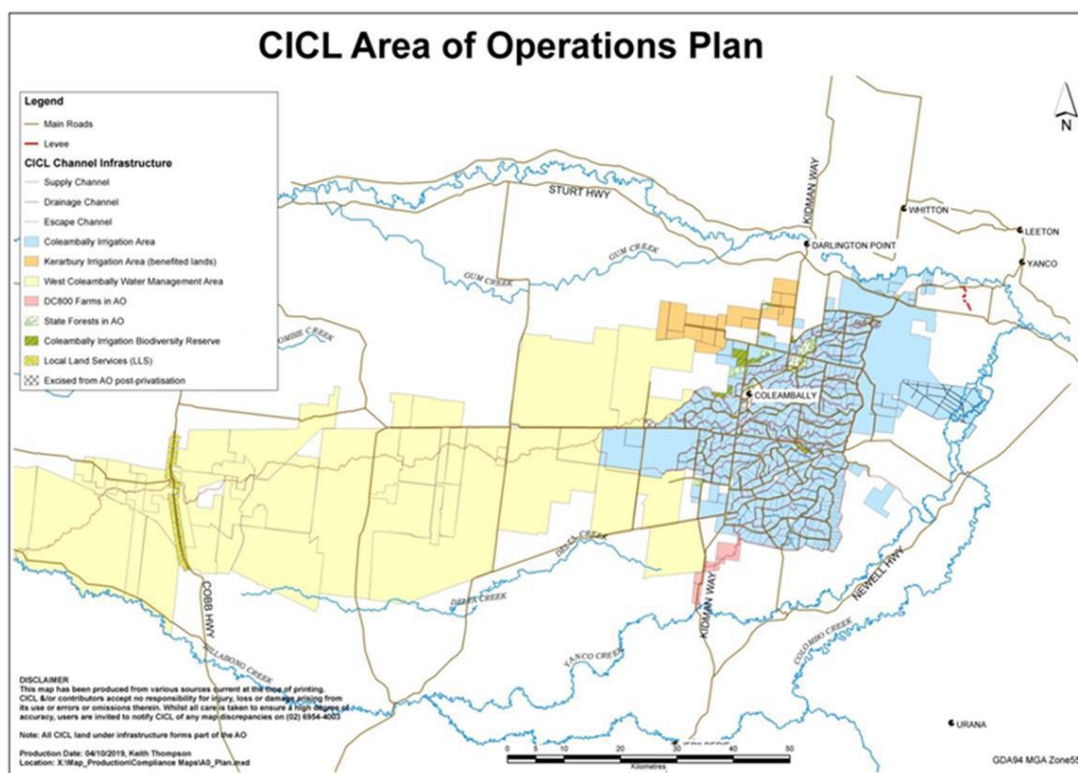 CICL Area of Operations Plan
Legend
Main Roads
Levee
CICL Channel Infrastructure
Supply Channel
Drainage Channel
Escape Channel
Coleambally Irrigation Area
Kerarbury Irrigation Area (benefited lands)
West Coleambally Water Management Area
DC800 Farms in AO
State Forests in AO
Coleambally Irrigation Biodiversity Reserve
Local Land Services (LLS)
Excised from AO post-privatisation
N
KIDMAN WAY
STURT HWY
WHITTON
LEETON
DARLINGTON POINT
YANCO
GUM CREEK
GUM CREEK
CREEK
COLEAMBALLY
DELTA CREEK
DELTA CREEK
COBB HWY
KIDMAN WAY
NEWELL HWY
BILLABONG CREEK
YANCO CREEK
COLOMBO CREEK
URANA
DISCLAIMER
This map has been produced from various sources current at the time of printing.
CICL &/or contributors accept no responsibility for injury, loss or damage arising from
its use or errors or omissions therein. Whilst all care is taken to ensure a high degree of
accuracy, users are invited to notify CICL of any map discrepancies on (02) 6954-4003
Note: All CICL land under infrastructure forms part of the AO
Production Date: 04/10/2019, Keith Thompson
Location: X:\Map_Production\Compliance Maps\A0_Plan.mxd
0 5 10 20 30 40 50
Kilometres
GDA94 MGA Zone55